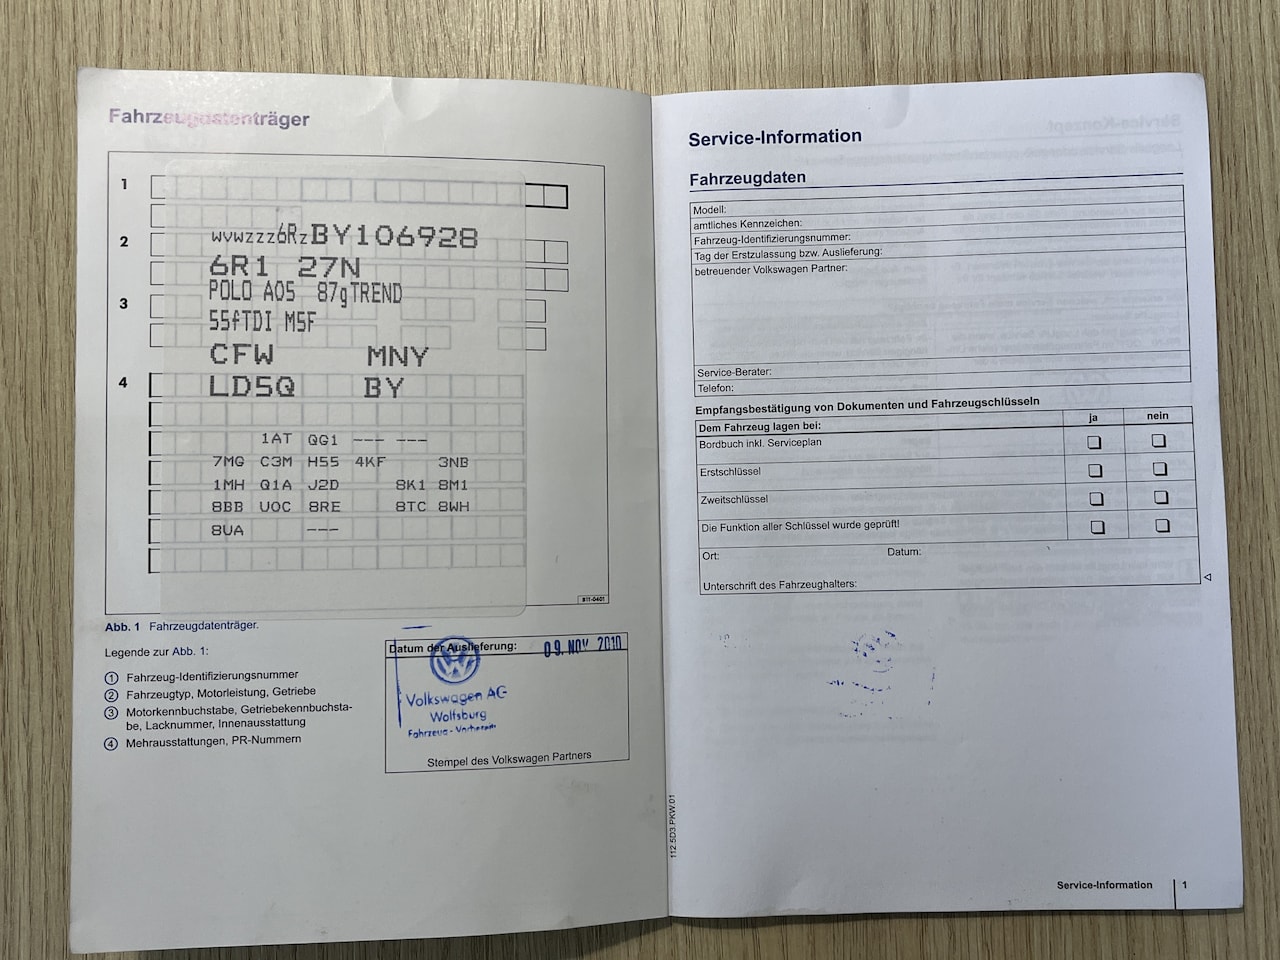 Fahrzeugdatenträger
1
2
wvwzzz6RzBY106928
6R1 27N
POLO A05 87gTREND
3
55fTDI M5F
CFW MNY
4
LD5Q BY
1AT QG1 --- ---
7MG C3M H55 4KF 3NB
1MH Q1A J2D 8K1 8M1
8BB UOC 8RE 8TC 8WH
8UA ---
B1I-0401
Abb. 1 Fahrzeugdatenträger.
Legende zur Abb. 1:
1 Fahrzeug-Identifizierungsnummer
2 Fahrzeugtyp, Motorleistung, Getriebe
3 Motorkennbuchstabe, Getriebekennbuchsta-
be, Lacknummer, Innenausstattung
4 Mehrausstattungen, PR-Nummern
Datum der Auslieferung: 09. NOV 2010
Volkswagen AG
Wolfsburg
Stempel des Volkswagen Partners
112.5D3.PKW.01
Service-Information
Fahrzeugdaten
Modell:
amtliches Kennzeichen:
Fahrzeug-Identifizierungsnummer:
Tag der Erstzulassung bzw. Auslieferung:
betreuender Volkswagen Partner:
Service-Berater:
Telefon:
Empfangsbestätigung von Dokumenten und Fahrzeugschlüsseln
Dem Fahrzeug lagen bei: ja nein
Bordbuch inkl. Serviceplan
Erstschlüssel
Zweitschlüssel
Die Funktion aller Schlüssel wurde geprüft!
Ort: Datum:
Unterschrift des Fahrzeughalters:
Service-Information 1